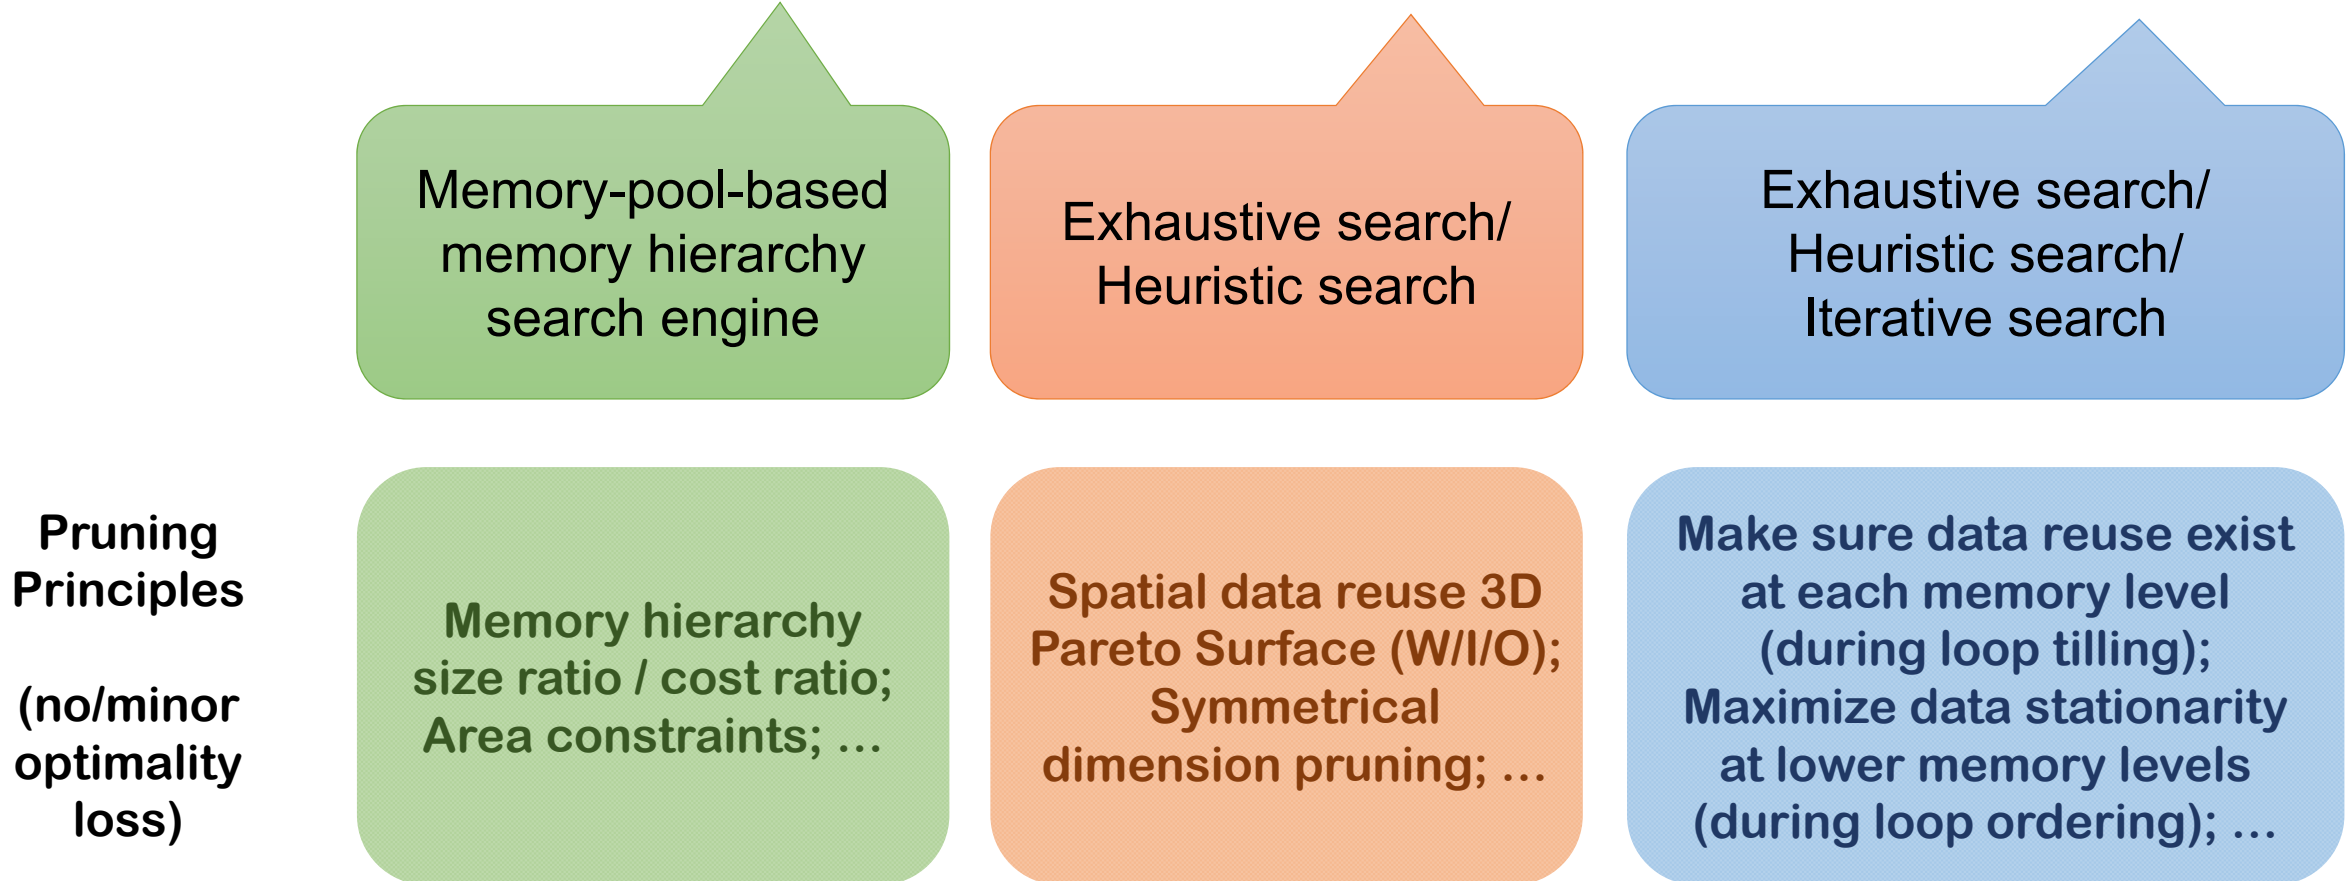 Memory-pool-based
memory hierarchy
search engine
Exhaustive search/
Heuristic search
Exhaustive search/
Heuristic search/
Iterative search
Pruning
Principles
(no/minor
optimality
loss)
Memory hierarchy
size ratio / cost ratio;
Area constraints; ...
Spatial data reuse 3D
Pareto Surface (W/I/O);
Symmetrical
dimension pruning; ...
Make sure data reuse exist
at each memory level
(during loop tilling);
Maximize data stationarity
at lower memory levels
(during loop ordering); ...